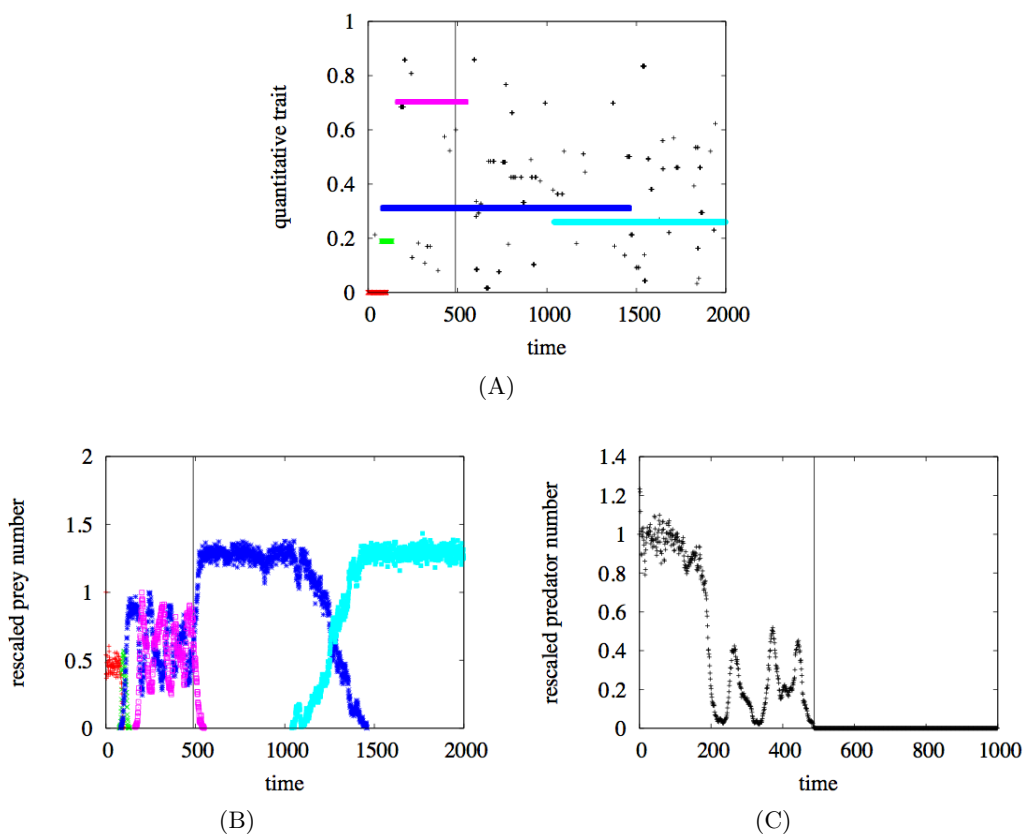 1
0.8
0.6
0.4
0.2
0
quantitative trait
0 500 1000 1500 2000
time
(A)
2
1.5
1
0.5
0
rescaled prey number
0 500 1000 1500 2000
time
(B)
1.4
1.2
1
0.8
0.6
0.4
0.2
0
rescaled predator number
0 200 400 600 800 1000
time
(C)